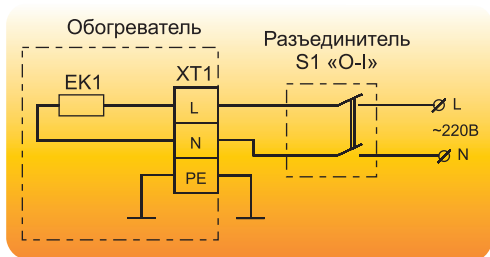 Обогреватель
Разъединитель
S1 «O-I»
EK1
XT1
L
N
PE
L
~220В
N